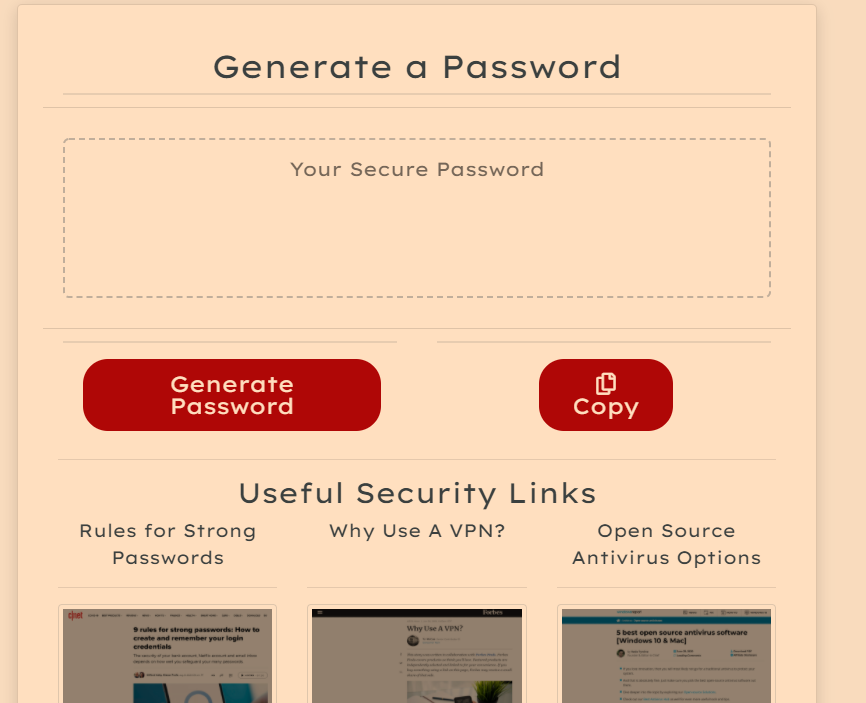 Generate a Password
Your Secure Password
Generate
Password
Copy
Useful Security Links
Rules for Strong
Passwords
Why Use A VPN?
Open Source
Antivirus Options
cnet
9 rules for strong passwords: How to
create and remember your login
credentials
Forbes
Why Use A VPN?
5 best open source antivirus software
[Windows 10 & Mac]